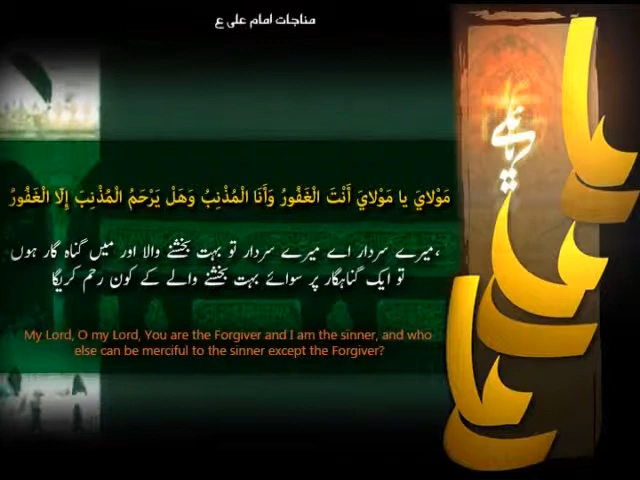 مناجات امام علی ع
مَوْلايَ يا مَوْلايَ أَنْتَ الْغَفُورُ وَأَنَا الْمُذْنِبُ وَهَلْ يَرْحَمُ الْمُذْنِبَ إِلّا الْغَفُورُ
میرے سردار اے میرے سردار تو بہت بخشنے والا اور میں گناہ گار ہوں،
تو ایک گناہگار پر سوائے بہت بخشنے والے کے کون رحم کریگا
My Lord, O my Lord, You are the Forgiver and I am the sinner, and who
else can be merciful to the sinner except the Forgiver?